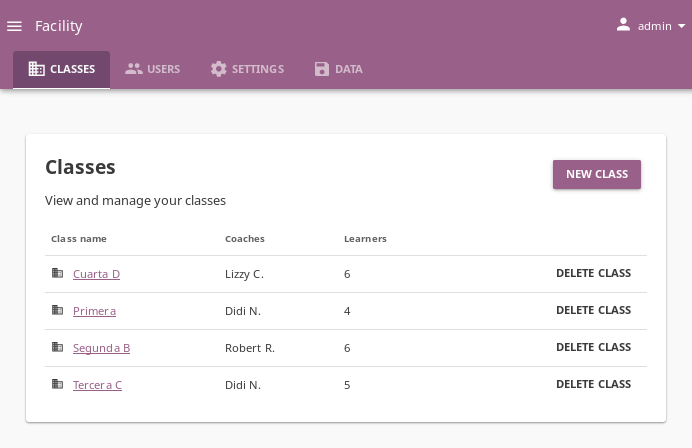 Facility
admin
CLASSES USERS SETTINGS DATA
Classes
NEW CLASS
View and manage your classes
Class name Coaches Learners
Cuarta D Lizzy C. 6 DELETE CLASS
Primera Didi N. 4 DELETE CLASS
Segunda B Robert R. 6 DELETE CLASS
Tercera C Didi N. 5 DELETE CLASS